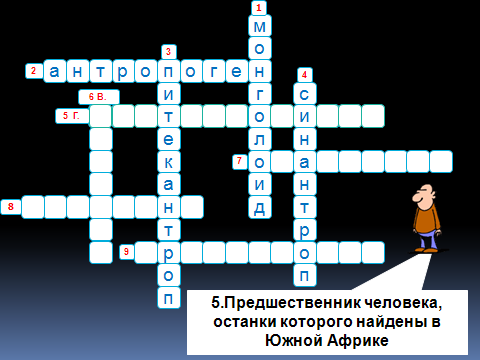 1
монголоид
3
2 антропоген
питекантроп
4
синантроп
6 В.
5 Г.
7
8
9
5.Предшественник человека,
останки которого найдены в
Южной Африке